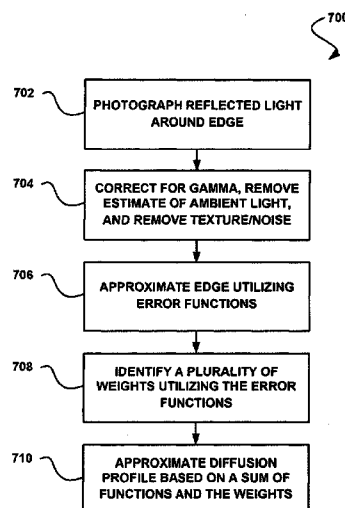 700
702
PHOTOGRAPH REFLECTED LIGHT
AROUND EDGE
704
CORRECT FOR GAMMA, REMOVE
ESTIMATE OF AMBIENT LIGHT,
AND REMOVE TEXTURE/NOISE
706
APPROXIMATE EDGE UTILIZING
ERROR FUNCTIONS
708
IDENTIFY A PLURALITY OF
WEIGHTS UTILIZING THE ERROR
FUNCTIONS
710
APPROXIMATE DIFFUSION
PROFILE BASED ON A SUM OF
FUNCTIONS AND THE WEIGHTS